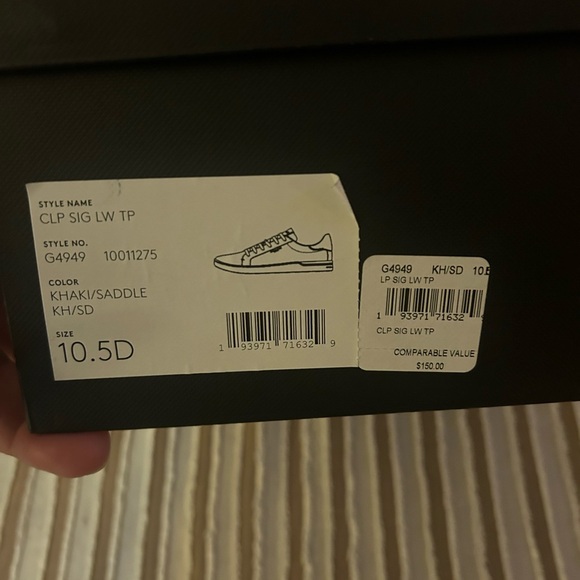 STYLE NAME
CLP SIG LW TP
STYLE NO.
G4949 10011275
COLOR
KHAKI/SADDLE
KH/SD
SIZE
10.5D
1 93971 71632 9
G4949 KH/SD 10.5
LP SIG LW TP
1 93971 71632
CLP SIG LW TP
COMPARABLE VALUE
$150.00